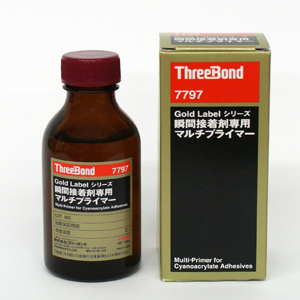 ThreeBond
7797
Gold Label シリーズ
瞬間接着剤専用
マルチプライマー
Multi-Primer for
Cyanoacrylate Adhesives
LOT NO.
ThreeBond
7797
Gold Label シリーズ
瞬間接着剤専用
マルチプライマー
Multi-Primer for
Cyanoacrylate Adhesives